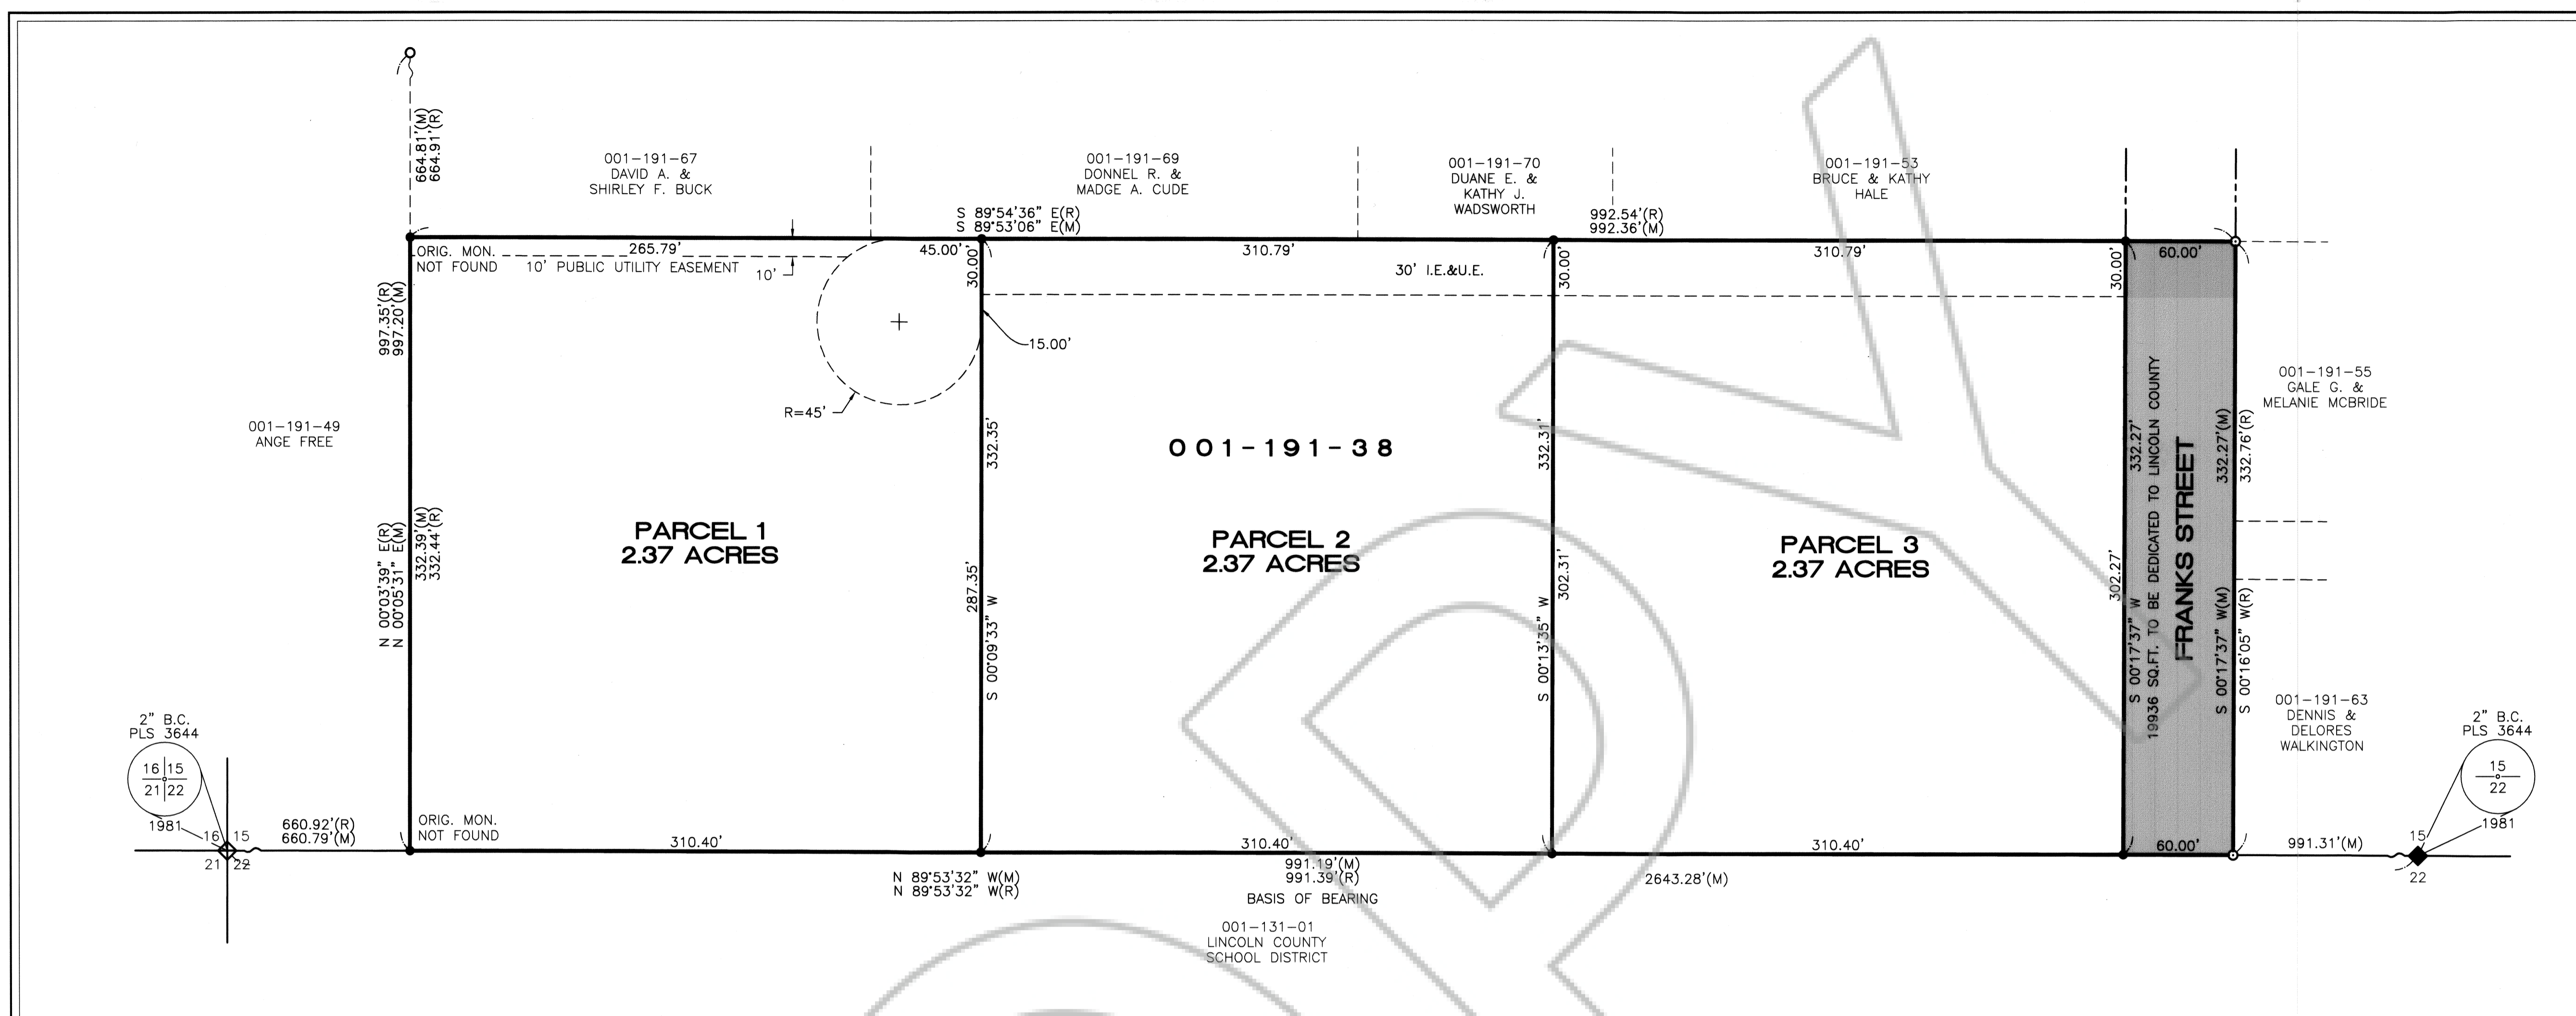 664.81'(M)
664.91'(R)
001-191-67
DAVID A. &
SHIRLEY F. BUCK
001-191-69
DONNEL R. &
MADGE A. CUDE
001-191-70
DUANE E. &
KATHY J.
WADSWORTH
001-191-53
BRUCE & KATHY
HALE
S 89°54'36" E(R)
S 89°53'06" E(M)
992.54'(R)
992.36'(M)
ORIG. MON.
NOT FOUND
265.79'
10' PUBLIC UTILITY EASEMENT
10'
45.00'
30.00'
310.79'
30' I.E.&U.E.
30.00'
310.79'
30.00'
60.00'
997.35'(R)
997.20'(M)
15.00'
R=45'
001-191-49
ANGE FREE
332.35'
001-191-38
332.31'
332.27'
332.27'(M)
332.76'(R)
001-191-55
GALE G. &
MELANIE MCBRIDE
N 00°03'39" E(R)
N 00°05'31" E(M)
332.39'(M)
332.44'(R)
PARCEL 1
2.37 ACRES
PARCEL 2
2.37 ACRES
PARCEL 3
2.37 ACRES
287.35'
S 00°09'33" W
302.31'
S 00°13'35" W
302.27'
S 00°17'37" W
19936 SQ.FT. TO BE DEDICATED TO LINCOLN COUNTY
FRANKS STREET
S 00°17'37" W(M)
S 00°16'05" W(R)
001-191-63
DENNIS &
DELORES
WALKINGTON
2" B.C.
PLS 3644
16 15
21 22
1981
16 15
21 22
660.92'(R)
660.79'(M)
ORIG. MON.
NOT FOUND
310.40'
310.40'
310.40'
60.00'
991.31'(M)
2" B.C.
PLS 3644
15
22
1981
15
22
N 89°53'32" W(M)
N 89°53'32" W(R)
991.19'(M)
991.39'(R)
BASIS OF BEARING
2643.28'(M)
001-131-01
LINCOLN COUNTY
SCHOOL DISTRICT